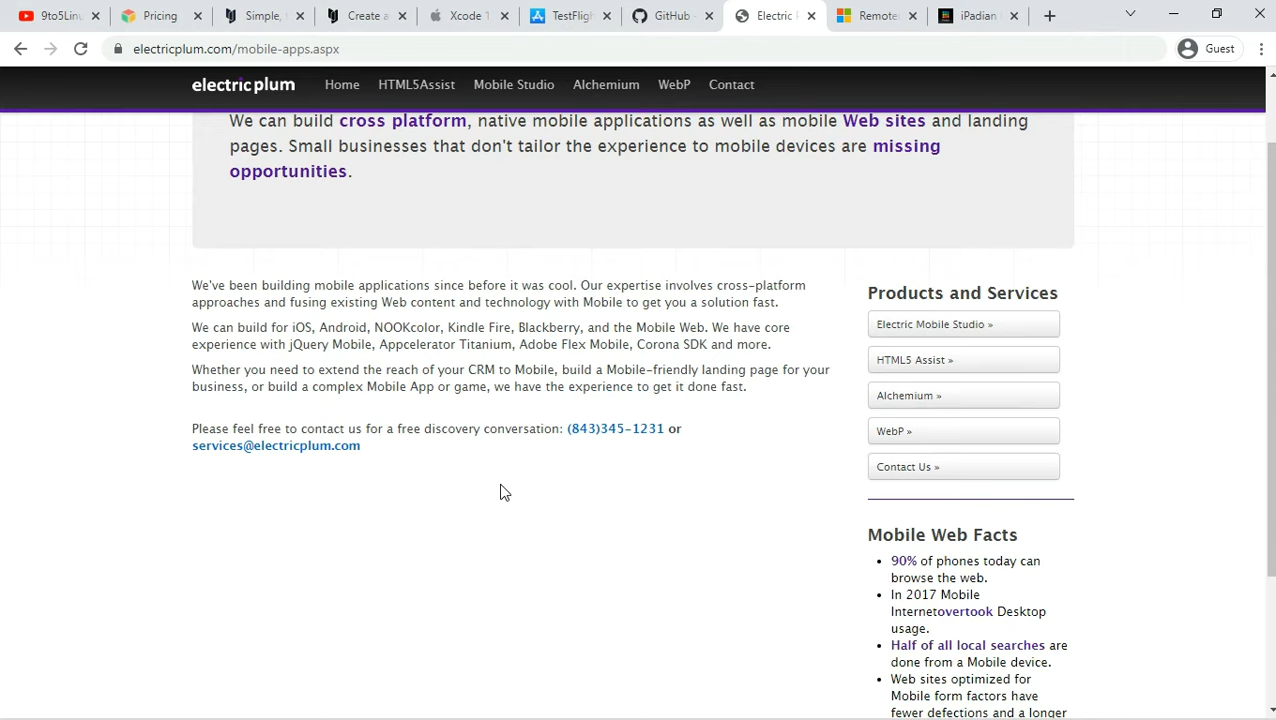 9to5Linu
Pricing
Simple,
Create a
Xcode 1
TestFligh
GitHub -
Electric
Remote
iPadian
electricplum.com/mobile-apps.aspx
Guest
electricplum
Home
HTML5Assist
Mobile Studio
Alchemium
WebP
Contact
We can build cross platform, native mobile applications as well as mobile Web sites and landing
pages. Small businesses that don't tailor the experience to mobile devices are missing
opportunities.
We've been building mobile applications since before it was cool. Our expertise involves cross-platform
approaches and fusing existing Web content and technology with Mobile to get you a solution fast.
We can build for iOS, Android, NOOKcolor, Kindle Fire, Blackberry, and the Mobile Web. We have core
experience with jQuery Mobile, Appcelerator Titanium, Adobe Flex Mobile, Corona SDK and more.
Whether you need to extend the reach of your CRM to Mobile, build a Mobile-friendly landing page for your
business, or build a complex Mobile App or game, we have the experience to get it done fast.
Please feel free to contact us for a free discovery conversation: (843)345-1231 or
services@electricplum.com
Products and Services
Electric Mobile Studio »
HTML5 Assist »
Alchemium »
WebP »
Contact Us »
Mobile Web Facts
• 90% of phones today can
browse the web.
• In 2017 Mobile
Internetovertook Desktop
usage.
• Half of all local searches are
done from a Mobile device.
• Web sites optimized for
Mobile form factors have
fewer defections and a longer